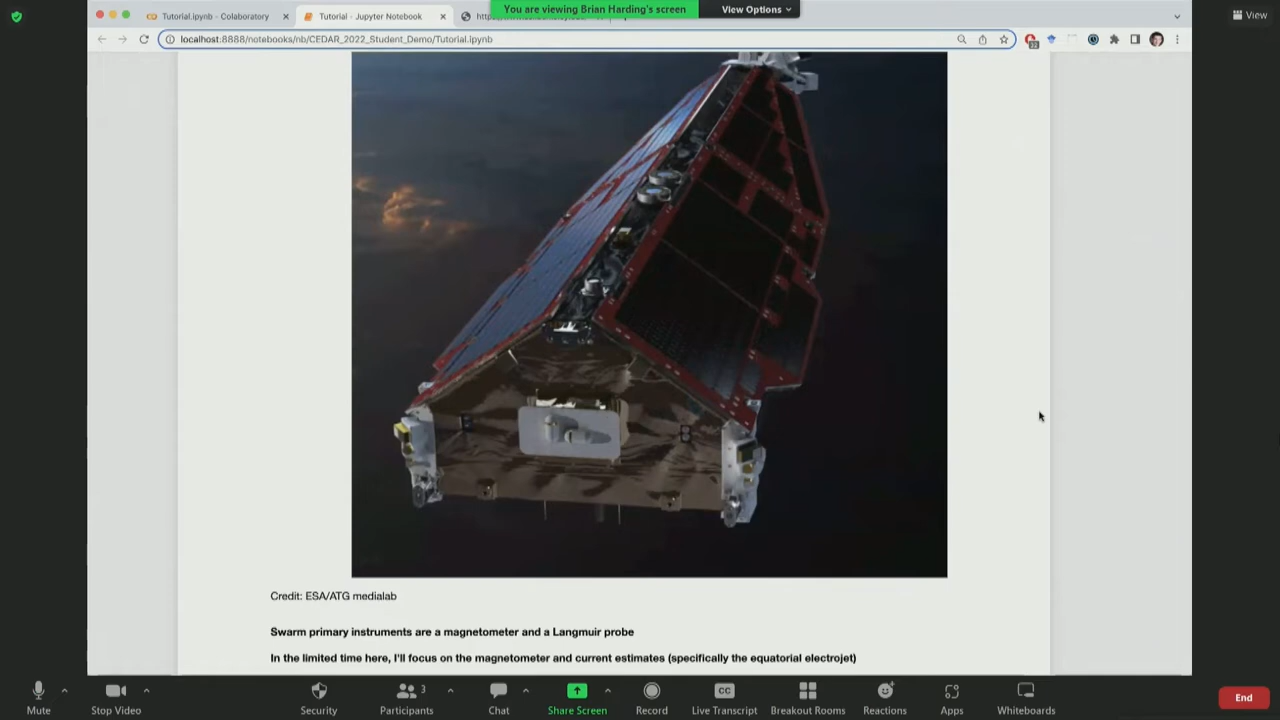 You are viewing Brian Harding's screen
View Options
View
Tutorial.ipynb - Colaboratory
Tutorial - Jupyter Notebook
localhost:8888/notebooks/nb/CEDAR_2022_Student_Demo/Tutorial.ipynb
Credit: ESA/ATG medialab
Swarm primary instruments are a magnetometer and a Langmuir probe
In the limited time here, I'll focus on the magnetometer and current estimates (specifically the equatorial electrojet)
3
CC
Mute
Stop Video
Security
Participants
Chat
Share Screen
Record
Live Transcript
Breakout Rooms
Reactions
Apps
Whiteboards
End